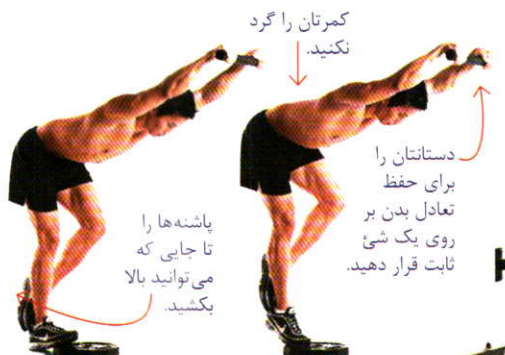 کمرتان را گرد
نکنید.
دستانتان را
برای حفظ
تعادل بدن بر
روی یک شئ
ثابت قرار دهید.
پاشنه‌ها را
تا جایی که
می‌توانید بالا
بکشید.